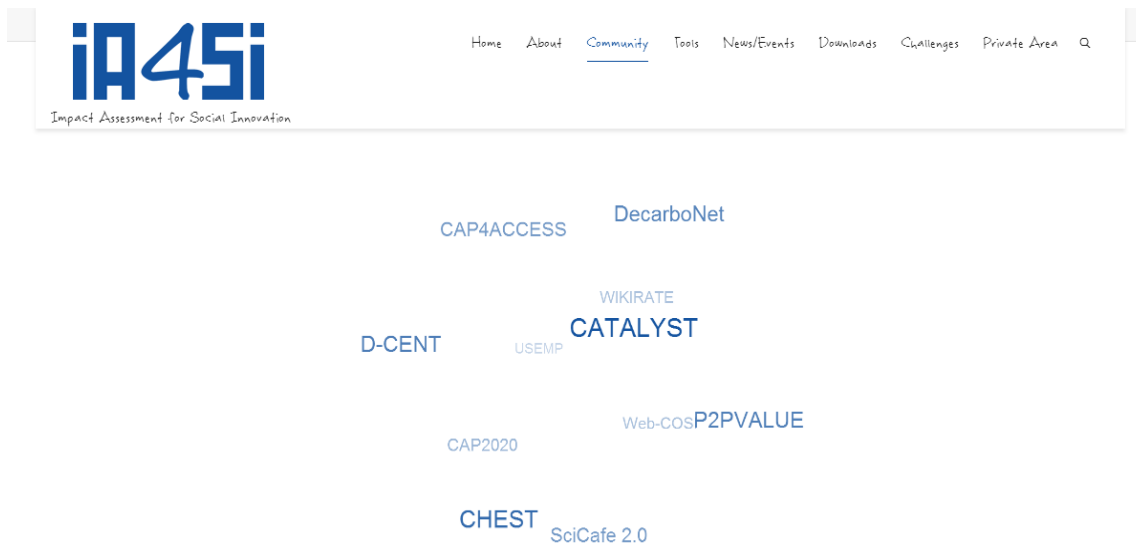 iA4Si
Impact Assessment for Social Innovation
Home About Community Tools News/Events Downloads Challenges Private Area
DecarboNet
CAP4ACCESS
WIKIRATE
CATALYST
D-CENT
USEMP
Web-COS P2PVALUE
CAP2020
CHEST
SciCafe 2.0